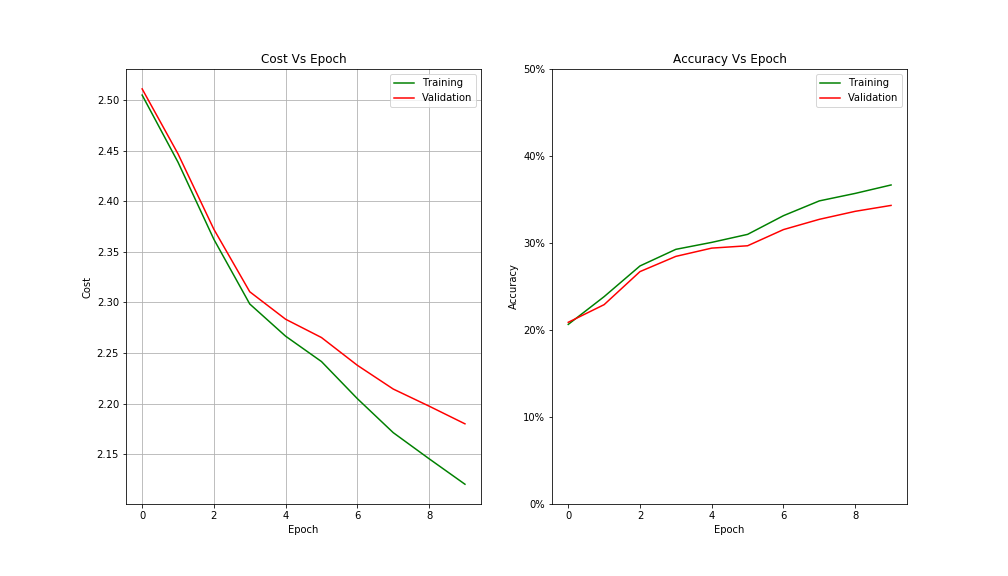 Cost Vs Epoch
Training
Validation
2.50
2.45
2.40
2.35
2.30
2.25
2.20
2.15
Cost
0 2 4 6 8
Epoch
Accuracy Vs Epoch
Training
Validation
50%
40%
30%
20%
10%
0%
Accuracy
0 2 4 6 8
Epoch